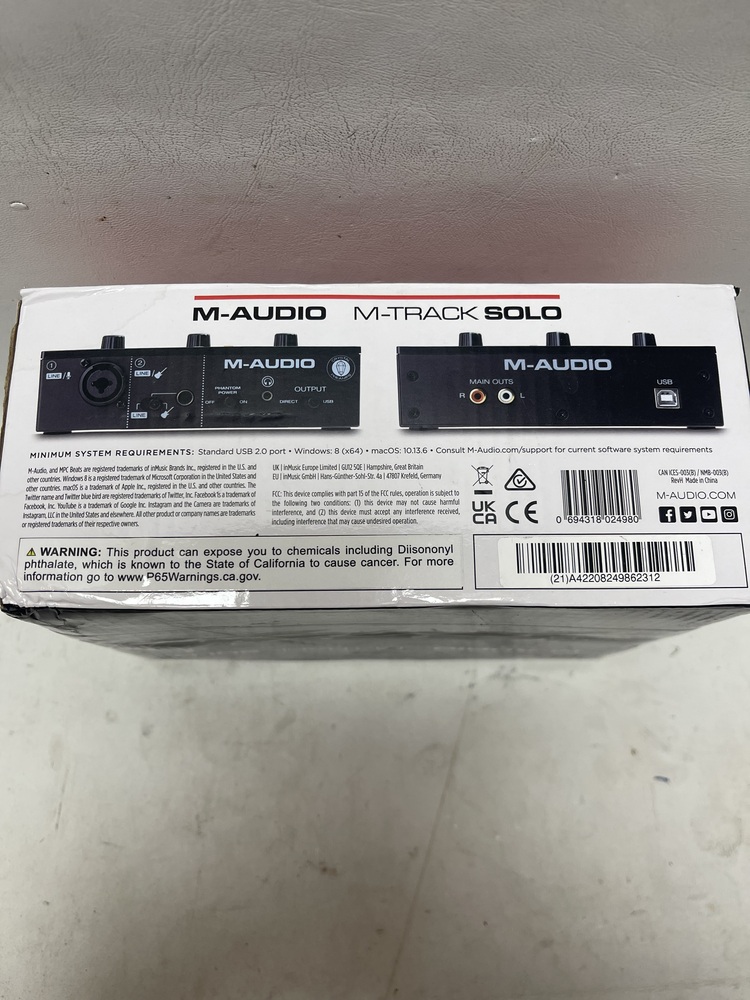 M-AUDIO M-TRACK SOLO
1 2
LINE/
LINE/
LINE
M-AUDIO
PHANTOM POWER
OFF ON
DIRECT USB
OUTPUT
M-AUDIO
MAIN OUTS
R L
USB
MINIMUM SYSTEM REQUIREMENTS: Standard USB 2.0 port • Windows: 8 (x64) • macOS: 10.13.6 • Consult M-Audio.com/support for current software system requirements
M-Audio, and MPC Beats are registered trademarks of inMusic Brands Inc., registered in the U.S. and
other countries. Windows 8 is a registered trademark of Microsoft Corporation in the United States and
other countries. macOS is a trademark of Apple Inc., registered in the U.S. and other countries. The
Twitter name and Twitter blue bird are registered trademarks of Twitter, Inc. Facebook is a trademark of
Facebook, Inc. YouTube is a trademark of Google Inc. Instagram and the Camera are trademarks of
Instagram, LLC in the United States and elsewhere. All other product or company names are trademarks
or registered trademarks of their respective owners.
UK | inMusic Europe Limited | GU12 5QE | Hampshire, Great Britain
EU | inMusic GmbH | Hans-Günther-Sohl-Str. 4a | 47807 Krefeld, Germany
FCC: This device complies with part 15 of the FCC rules, operation is subject to
the following two conditions: (1) this device may not cause harmful
interference, and (2) this device must accept any interference received,
including interference that may cause undesired operation.
UK
CA CE
0 694318 024980
CAN ICES-003(B) / NMB-003(B)
RevH Made in China
M-AUDIO.COM
WARNING: This product can expose you to chemicals including Diisononyl
phthalate, which is known to the State of California to cause cancer. For more
information go to www.P65Warnings.ca.gov.
(21)A42208249862312